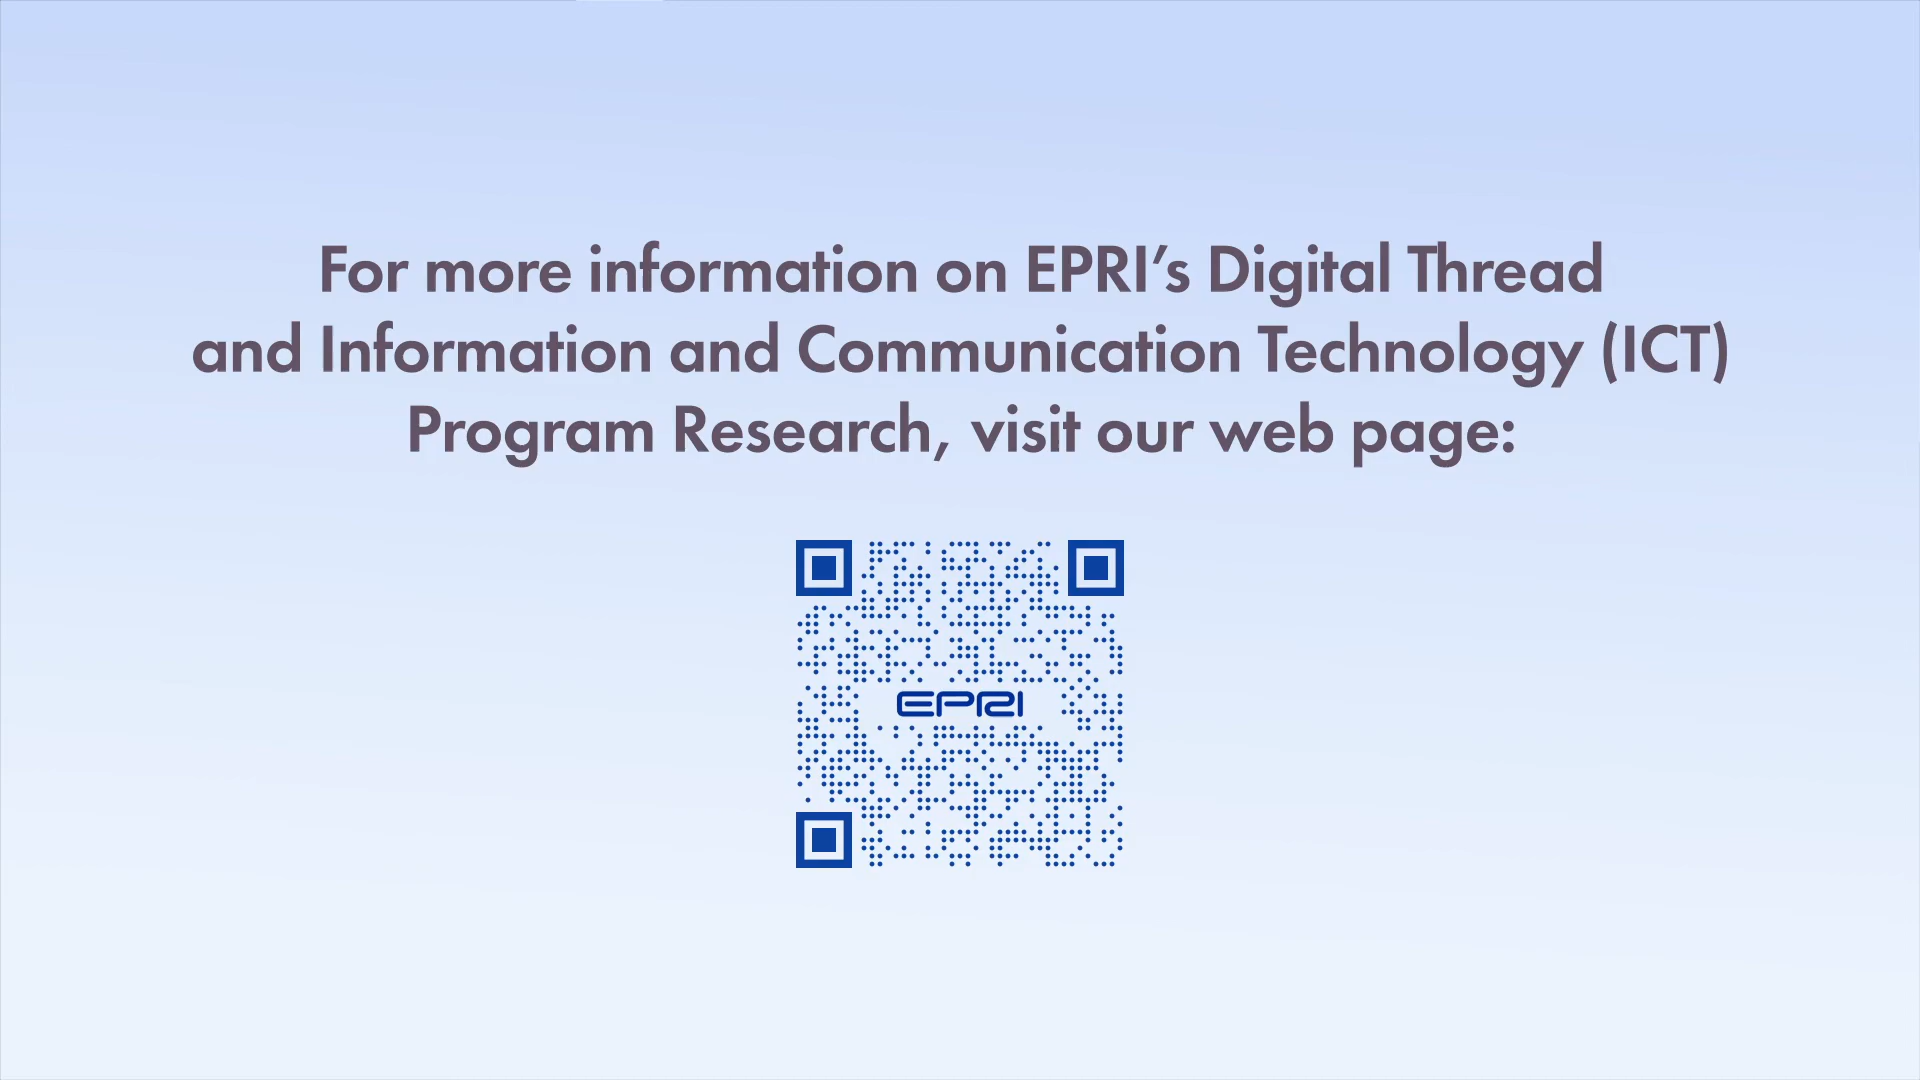 For more information on EPRI’s Digital Thread
and Information and Communication Technology (ICT)
Program Research, visit our web page:
EPRI